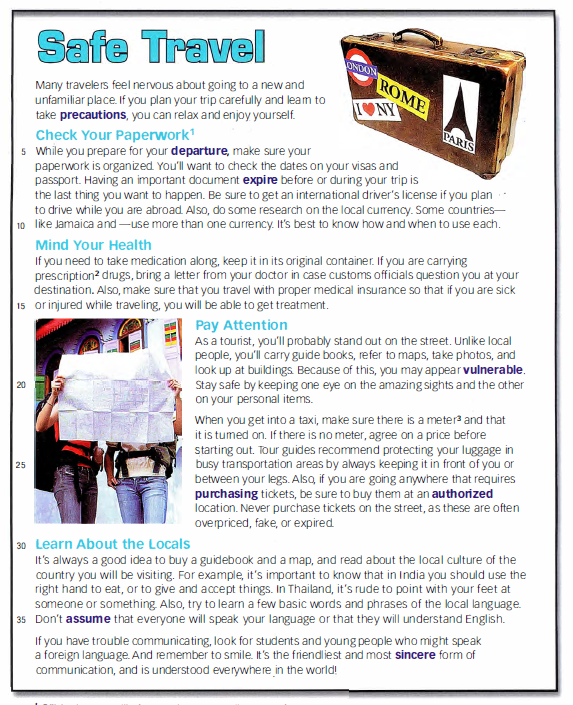 Safe Travel
LONDON
ROME
I ❤ NY
PARIS
Many travelers feel nervous about going to a new and
unfamiliar place. If you plan your trip carefully and learn to
take precautions, you can relax and enjoy yourself.
Check Your Paperwork¹
5 While you prepare for your departure, make sure your
paperwork is organized. You'll want to check the dates on your visas and
passport. Having an important document expire before or during your trip is
the last thing you want to happen. Be sure to get an international driver's license if you plan
to drive while you are abroad. Also, do some research on the local currency. Some countries—
10 like Jamaica and —use more than one currency. It's best to know how and when to use each.
Mind Your Health
If you need to take medication along, keep it in its original container. If you are carrying
prescription² drugs, bring a letter from your doctor in case customs officials question you at your
destination. Also, make sure that you travel with proper medical insurance so that if you are sick
15 or injured while traveling, you will be able to get treatment.
Pay Attention
As a tourist, you'll probably stand out on the street. Unlike local
people, you'll carry guide books, refer to maps, take photos, and
look up at buildings. Because of this, you may appear vulnerable.
20 Stay safe by keeping one eye on the amazing sights and the other
on your personal items.
When you get into a taxi, make sure there is a meter³ and that
it is turned on. If there is no meter, agree on a price before
starting out. Tour guides recommend protecting your luggage in
25 busy transportation areas by always keeping it in front of you or
between your legs. Also, if you are going anywhere that requires
purchasing tickets, be sure to buy them at an authorized
location. Never purchase tickets on the street, as these are often
overpriced, fake, or expired.
30 Learn About the Locals
It's always a good idea to buy a guidebook and a map, and read about the local culture of the
country you will be visiting. For example, it's important to know that in India you should use the
right hand to eat, or to give and accept things. In Thailand, it's rude to point with your feet at
someone or something. Also, try to learn a few basic words and phrases of the local language.
35 Don't assume that everyone will speak your language or that they will understand English.
If you have trouble communicating, look for students and young people who might speak
a foreign language. And remember to smile. It's the friendliest and most sincere form of
communication, and is understood everywhere in the world!